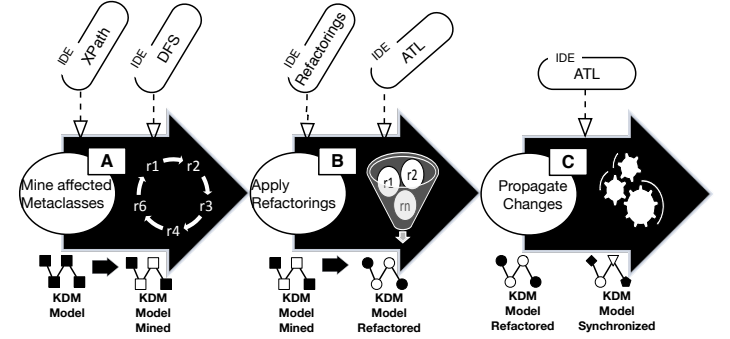 IDE
XPath
IDE
DFS
IDE
Refactorings
IDE
ATL
IDE
ATL
A
Mine affected
Metaclasses
r1
r2
r3
r4
r6
B
Apply
Refactorings
r1
r2
rn
C
Propagate
Changes
KDM
Model
KDM
Model
Mined
KDM
Model
Mined
KDM
Model
Refactored
KDM
Model
Refactored
KDM
Model
Synchronized